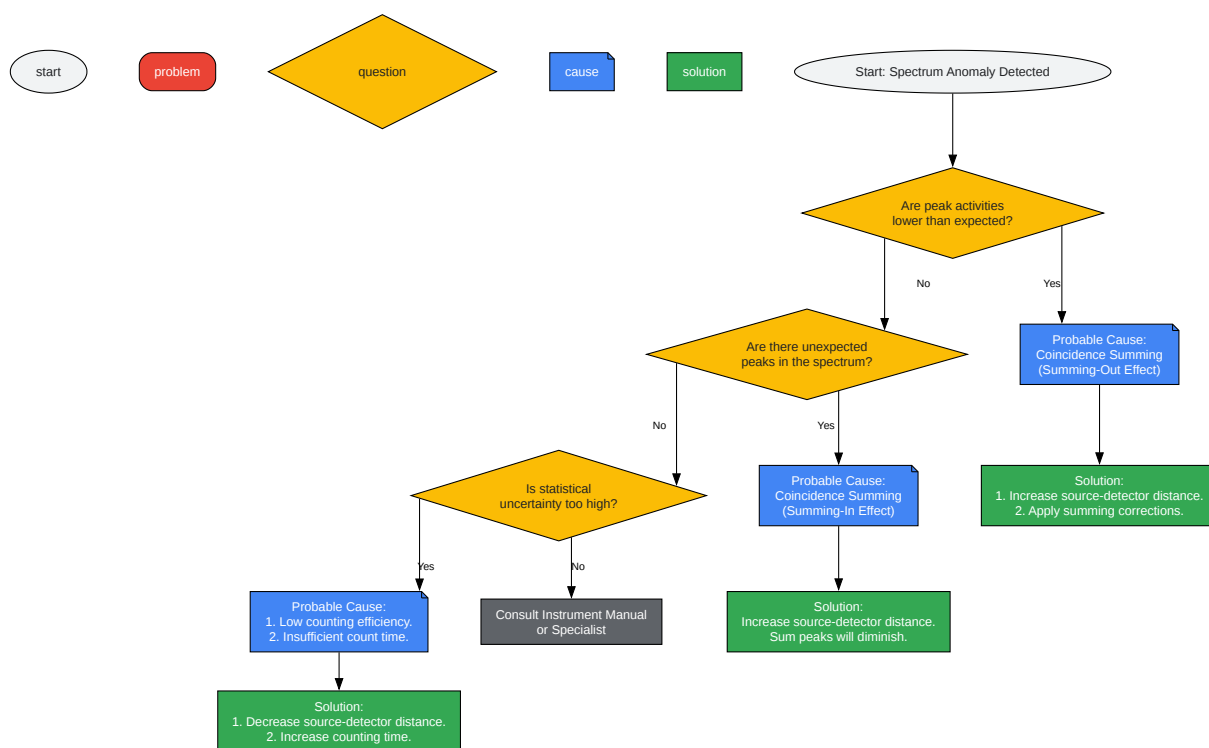 start
problem
question
cause
solution
Start: Spectrum Anomaly Detected
Are peak activities
lower than expected?
No
Yes
Are there unexpected
peaks in the spectrum?
Probable Cause:
Coincidence Summing
(Summing-Out Effect)
No
Yes
Is statistical
uncertainty too high?
Probable Cause:
Coincidence Summing
(Summing-In Effect)
Solution:
1. Increase source-detector distance.
2. Apply summing corrections.
Yes
No
Probable Cause:
1. Low counting efficiency.
2. Insufficient count time.
Consult Instrument Manual
or Specialist
Solution:
Increase source-detector distance.
Sum peaks will diminish.
Solution:
1. Decrease source-detector distance.
2. Increase counting time.